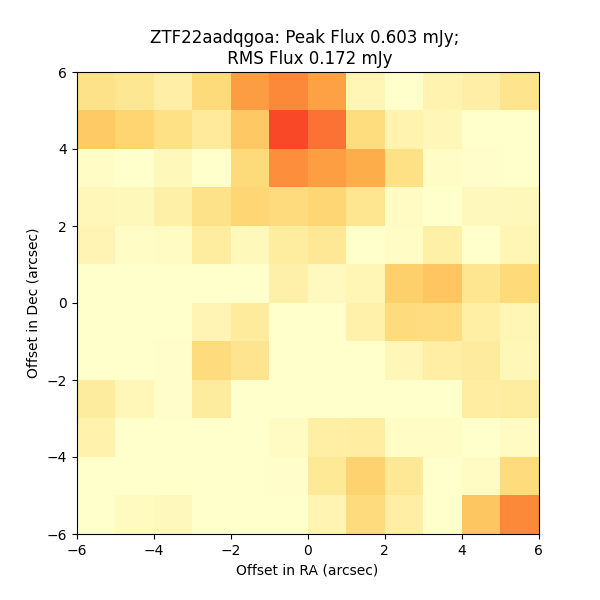 ZTF22aadqgoa: Peak Flux 0.603 mJy;
RMS Flux 0.172 mJy
6
4
2
0
−2
−4
−6
Offset in Dec (arcsec)
−6 −4 −2 0 2 4 6
Offset in RA (arcsec)